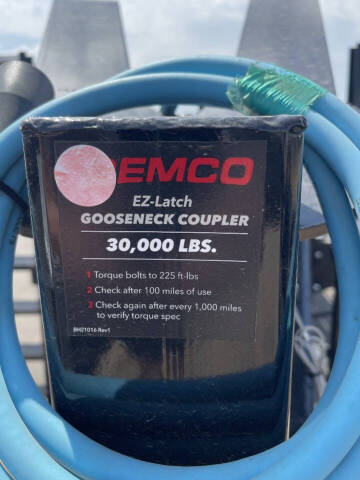 EMCO
EZ-Latch
GOOSENECK COUPLER
30,000 LBS.
1 Torque bolts to 225 ft-lbs
2 Check after 100 miles of use
3 Check again after every 1,000 miles
to verify torque spec
BH21016 Rev1